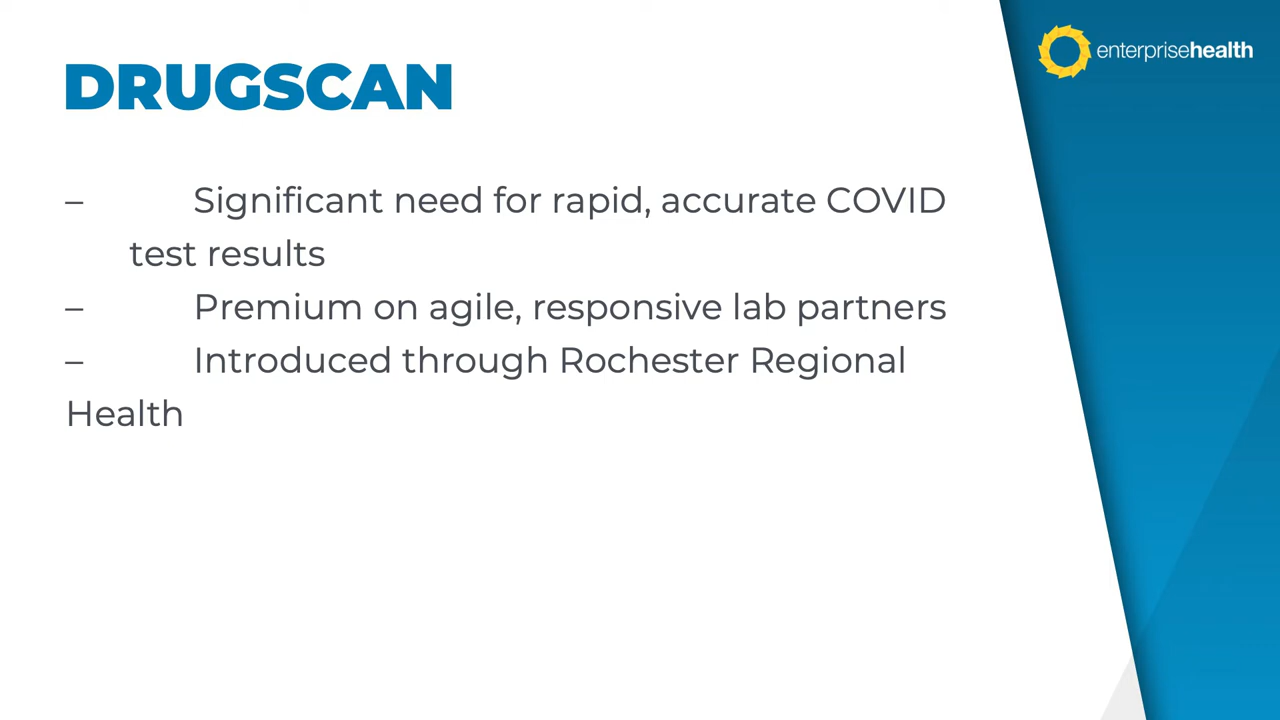 DRUGSCAN
enterprisehealth
– Significant need for rapid, accurate COVID
test results
– Premium on agile, responsive lab partners
– Introduced through Rochester Regional
Health